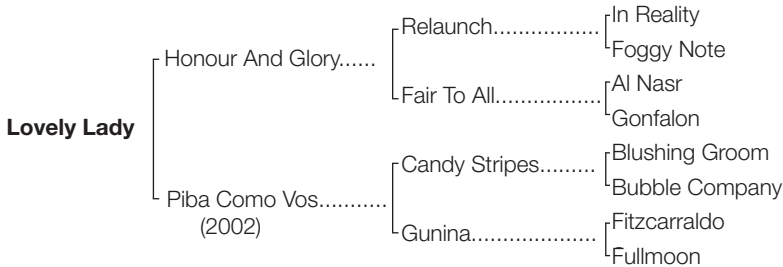 Relaunch.................
In Reality
Foggy Note
Honour And Glory......
Fair To All.................
Al Nasr
Gonfalon
Lovely Lady
Candy Stripes.........
Blushing Groom
Bubble Company
Piba Como Vos...........
(2002)
Gunina....................
Fitzcarraldo
Fullmoon